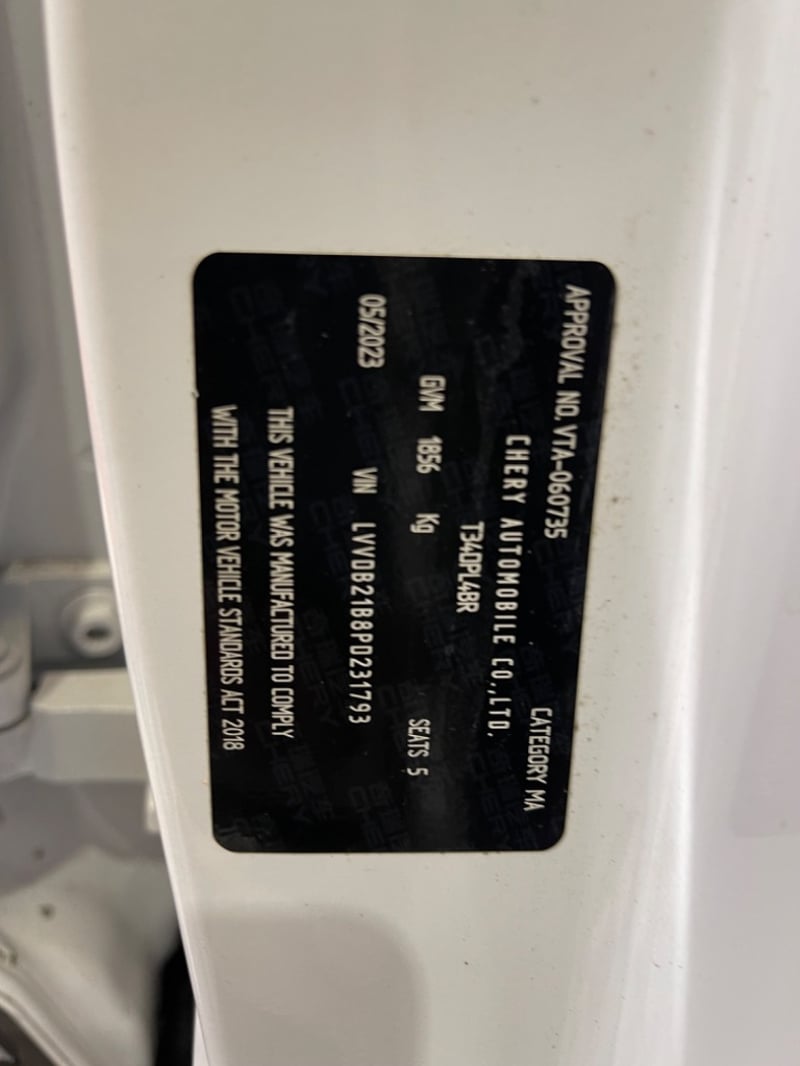 APPROVAL NO. VTA-060735 CATEGORY MA
CHERY AUTOMOBILE CO.,LTD.
T34DPL4BR
GVM 1856 Kg SEATS 5
05/2023 VIN LVVDB21B8PD231793
THIS VEHICLE WAS MANUFACTURED TO COMPLY
WITH THE MOTOR VEHICLE STANDARDS ACT 2018